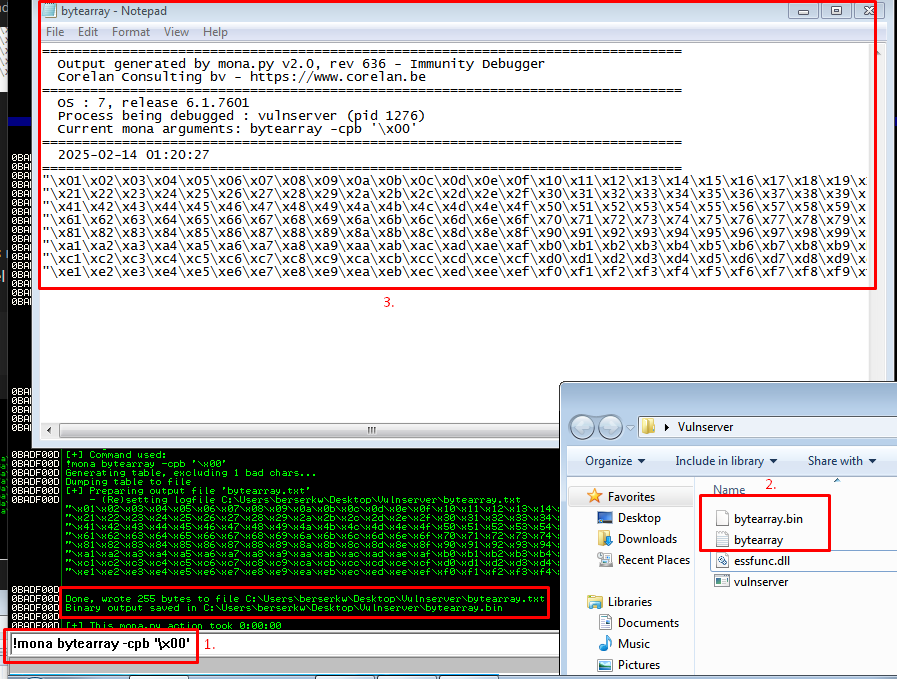 bytearray - Notepad
File Edit Format View Help
================================================================================
Output generated by mona.py v2.0, rev 636 - Immunity Debugger
Corelan Consulting bv - https://www.corelan.be
================================================================================
OS : 7, release 6.1.7601
Process being debugged : vulnserver (pid 1276)
Current mona arguments: bytearray -cpb '\x00'
================================================================================
2025-02-14 01:20:27
================================================================================
"\x01\x02\x03\x04\x05\x06\x07\x08\x09\x0a\x0b\x0c\x0d\x0e\x0f\x10\x11\x12\x13\x14\x15\x16\x17\x18\x19\x
"\x21\x22\x23\x24\x25\x26\x27\x28\x29\x2a\x2b\x2c\x2d\x2e\x2f\x30\x31\x32\x33\x34\x35\x36\x37\x38\x39\x
"\x41\x42\x43\x44\x45\x46\x47\x48\x49\x4a\x4b\x4c\x4d\x4e\x4f\x50\x51\x52\x53\x54\x55\x56\x57\x58\x59\x
"\x61\x62\x63\x64\x65\x66\x67\x68\x69\x6a\x6b\x6c\x6d\x6e\x6f\x70\x71\x72\x73\x74\x75\x76\x77\x78\x79\x
"\x81\x82\x83\x84\x85\x86\x87\x88\x89\x8a\x8b\x8c\x8d\x8e\x8f\x90\x91\x92\x93\x94\x95\x96\x97\x98\x99\x
"\xa1\xa2\xa3\xa4\xa5\xa6\xa7\xa8\xa9\xaa\xab\xac\xad\xae\xaf\xb0\xb1\xb2\xb3\xb4\xb5\xb6\xb7\xb8\xb9\x
"\xc1\xc2\xc3\xc4\xc5\xc6\xc7\xc8\xc9\xca\xcb\xcc\xcd\xce\xcf\xd0\xd1\xd2\xd3\xd4\xd5\xd6\xd7\xd8\xd9\x
"\xe1\xe2\xe3\xe4\xe5\xe6\xe7\xe8\xe9\xea\xeb\xec\xed\xee\xef\xf0\xf1\xf2\xf3\xf4\xf5\xf6\xf7\xf8\xf9\x
3.
0BADF00D [+] Command used:
0BADF00D !mona bytearray -cpb '\x00'
0BADF00D Generating table, excluding 1 bad chars...
0BADF00D Dumping table to file
0BADF00D [+] Preparing output file 'bytearray.txt'
0BADF00D - (Re)setting logfile C:\Users\berserkw\Desktop\Vulnserver\bytearray.txt
"\x01\x02\x03\x04\x05\x06\x07\x08\x09\x0a\x0b\x0c\x0d\x0e\x0f\x10\x11\x12\x13\x14\
"\x21\x22\x23\x24\x25\x26\x27\x28\x29\x2a\x2b\x2c\x2d\x2e\x2f\x30\x31\x32\x33\x34\
"\x41\x42\x43\x44\x45\x46\x47\x48\x49\x4a\x4b\x4c\x4d\x4e\x4f\x50\x51\x52\x53\x54\
"\x61\x62\x63\x64\x65\x66\x67\x68\x69\x6a\x6b\x6c\x6d\x6e\x6f\x70\x71\x72\x73\x74\
"\x81\x82\x83\x84\x85\x86\x87\x88\x89\x8a\x8b\x8c\x8d\x8e\x8f\x90\x91\x92\x93\x94\
"\xa1\xa2\xa3\xa4\xa5\xa6\xa7\xa8\xa9\xaa\xab\xac\xad\xae\xaf\xb0\xb1\xb2\xb3\xb4\
"\xc1\xc2\xc3\xc4\xc5\xc6\xc7\xc8\xc9\xca\xcb\xcc\xcd\xce\xcf\xd0\xd1\xd2\xd3\xd4\
"\xe1\xe2\xe3\xe4\xe5\xe6\xe7\xe8\xe9\xea\xeb\xec\xed\xee\xef\xf0\xf1\xf2\xf3\xf4\
0BADF00D
0BADF00D Done, wrote 255 bytes to file C:\Users\berserkw\Desktop\Vulnserver\bytearray.txt
0BADF00D Binary output saved in C:\Users\berserkw\Desktop\Vulnserver\bytearray.bin
0BADF00D
0BADF00D [+] This mona.py action took 0:00:00
!mona bytearray -cpb '\x00'
1.
Vulnserver
Organize Include in library Share with
Favorites
Desktop
Downloads
Recent Places
Libraries
Documents
Music
Pictures
Name
2.
bytearray.bin
bytearray
essfunc.dll
vulnserver